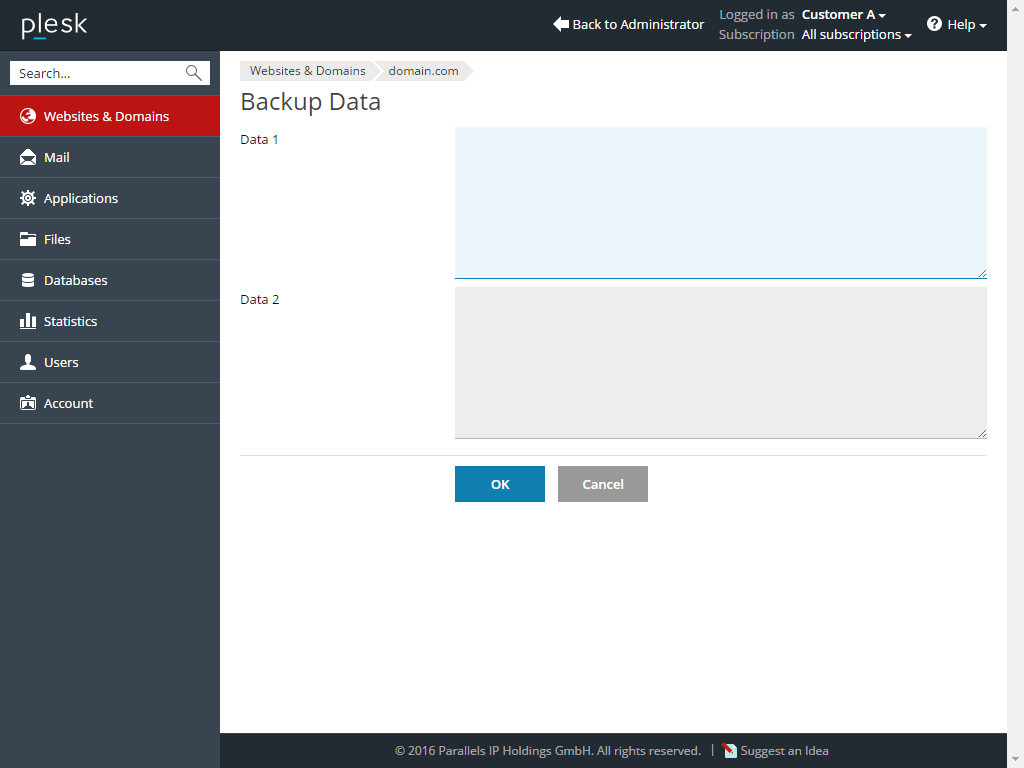 plesk
Back to Administrator
Logged in as Customer A
Subscription All subscriptions
Help
Search...
Websites & Domains
Mail
Applications
Files
Databases
Statistics
Users
Account
Websites & Domains domain.com
Backup Data
Data 1
Data 2
OK Cancel
© 2016 Parallels IP Holdings GmbH. All rights reserved. | Suggest an Idea